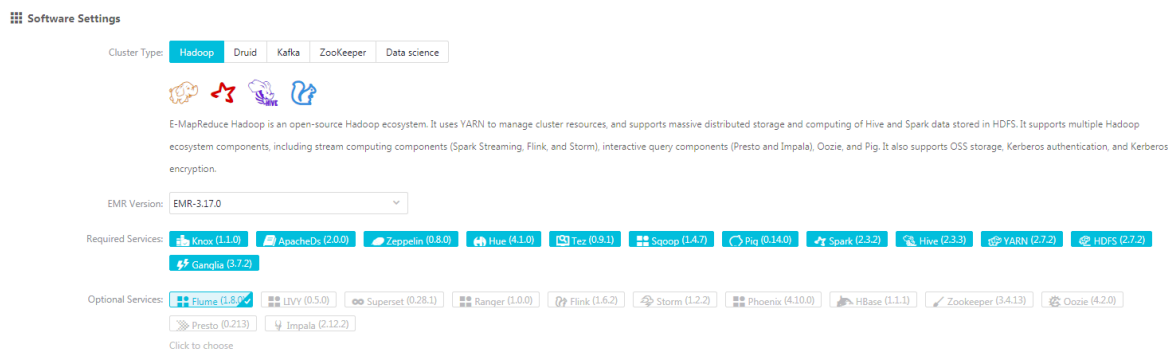 Software Settings
Cluster Type: Hadoop Druid Kafka ZooKeeper Data science
HIVE
E-MapReduce Hadoop is an open-source Hadoop ecosystem. It uses YARN to manage cluster resources, and supports massive distributed storage and computing of Hive and Spark data stored in HDFS. It supports multiple Hadoop
ecosystem components, including stream computing components (Spark Streaming, Flink, and Storm), interactive query components (Presto and Impala), Oozie, and Pig. It also supports OSS storage, Kerberos authentication, and Kerberos
encryption.
EMR Version: EMR-3.17.0
Required Services: Knox (1.1.0) ApacheDs (2.0.0) Zeppelin (0.8.0) Hue (4.1.0) Tez (0.9.1) Sqoop (1.4.7) Pig (0.14.0) Spark (2.3.2) Hive (2.3.3) YARN (2.7.2) HDFS (2.7.2)
Ganglia (3.7.2)
Optional Services: Flume (1.8.0) LIVY (0.5.0) Superset (0.28.1) Ranger (1.0.0) Flink (1.6.2) Storm (1.2.2) Phoenix (4.10.0) HBase (1.1.1) Zookeeper (3.4.13) Oozie (4.2.0)
Presto (0.213) Impala (2.12.2)
Click to choose